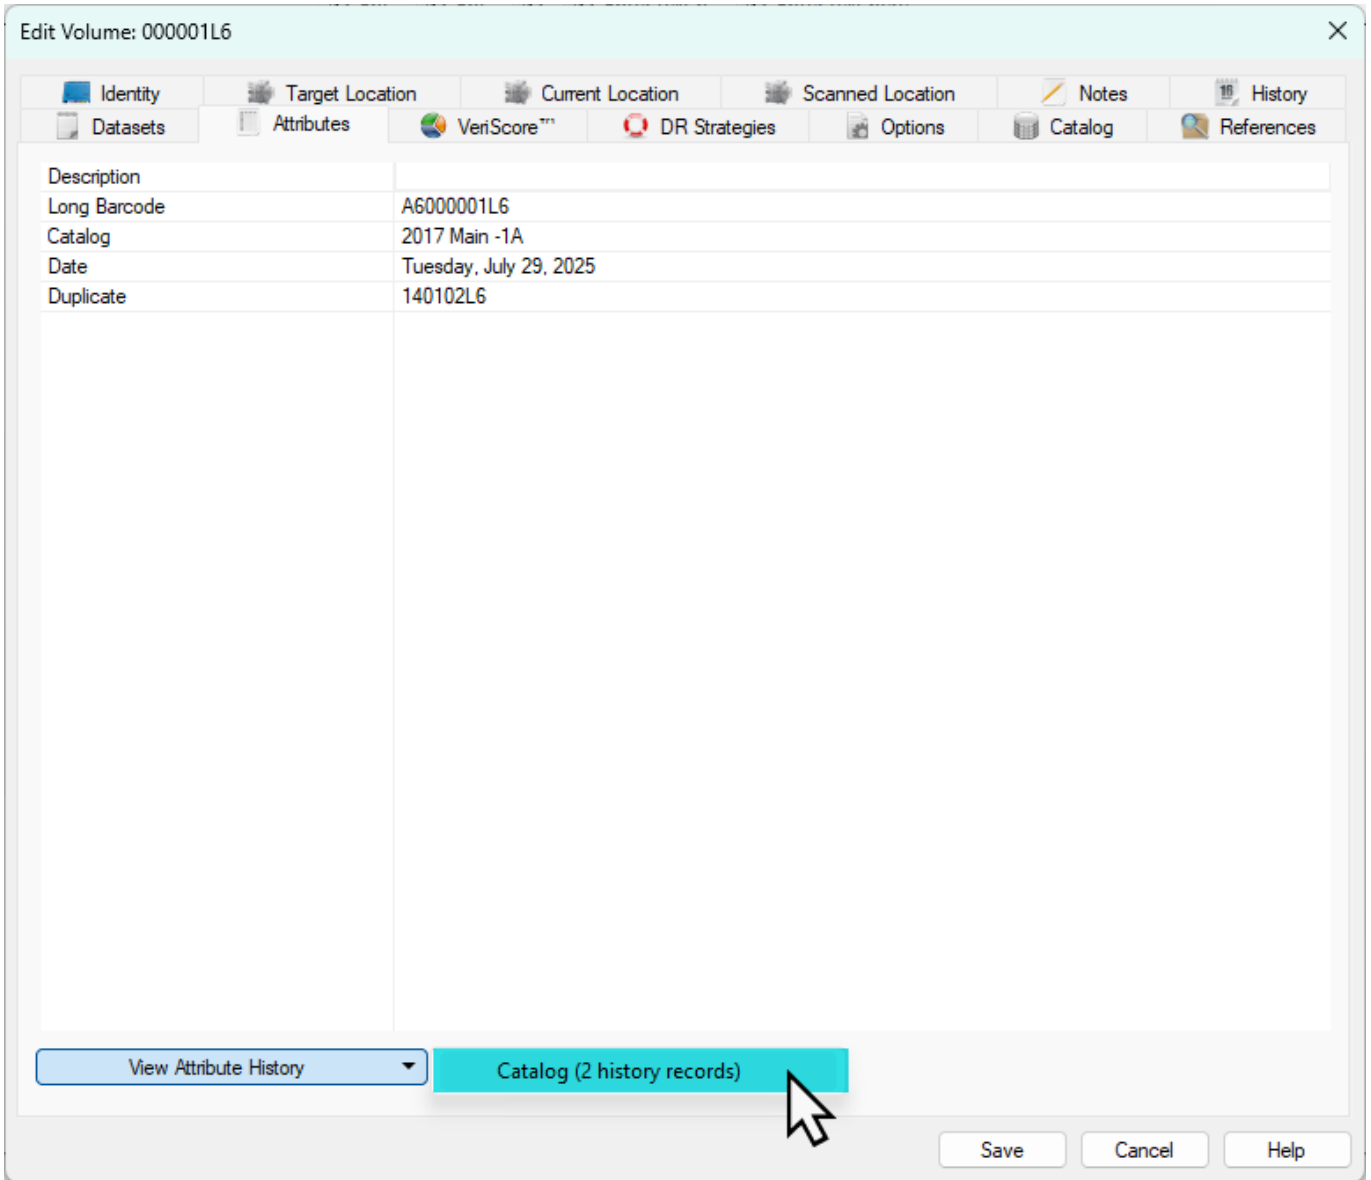 Edit Volume: 000001L6
Identity Target Location Current Location Scanned Location Notes History
Datasets Attributes VeriScore™ DR Strategies Options Catalog References
Description
Long Barcode A6000001L6
Catalog 2017 Main -1A
Date Tuesday, July 29, 2025
Duplicate 140102L6
View Attribute History Catalog (2 history records)
Save Cancel Help